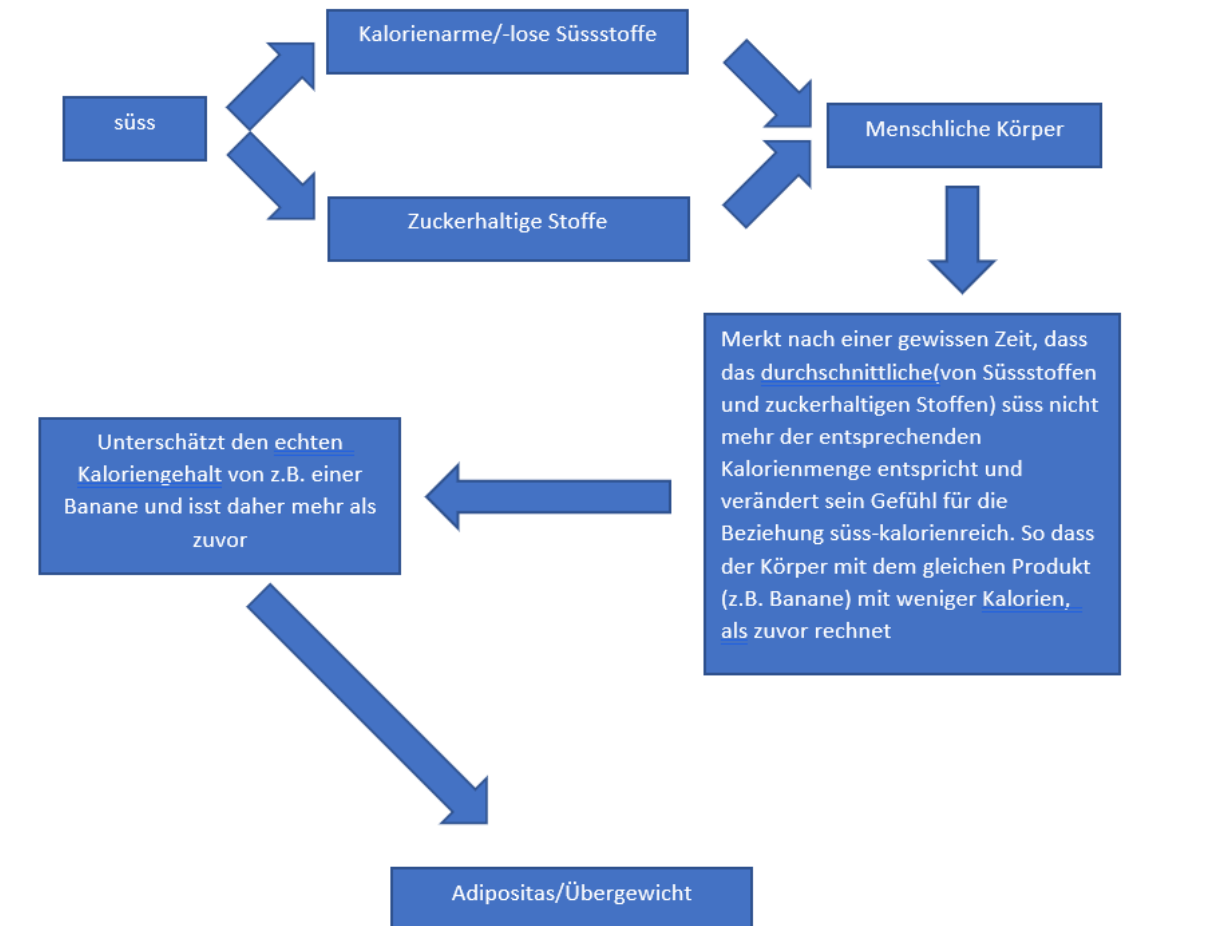 Kalorienarme/-lose Süssstoffe
süss
Menschliche Körper
Zuckerhaltige Stoffe
Merkt nach einer gewissen Zeit, dass
das durchschnittliche(von Süssstoffen
und zuckerhaltigen Stoffen) süss nicht
mehr der entsprechenden
Kalorienmenge entspricht und
verändert sein Gefühl für die
Beziehung süss-kalorienreich. So dass
der Körper mit dem gleichen Produkt
(z.B. Banane) mit weniger Kalorien,
als zuvor rechnet
Unterschätzt den echten
Kaloriengehalt von z.B. einer
Banane und isst daher mehr als
zuvor
Adipositas/Übergewicht